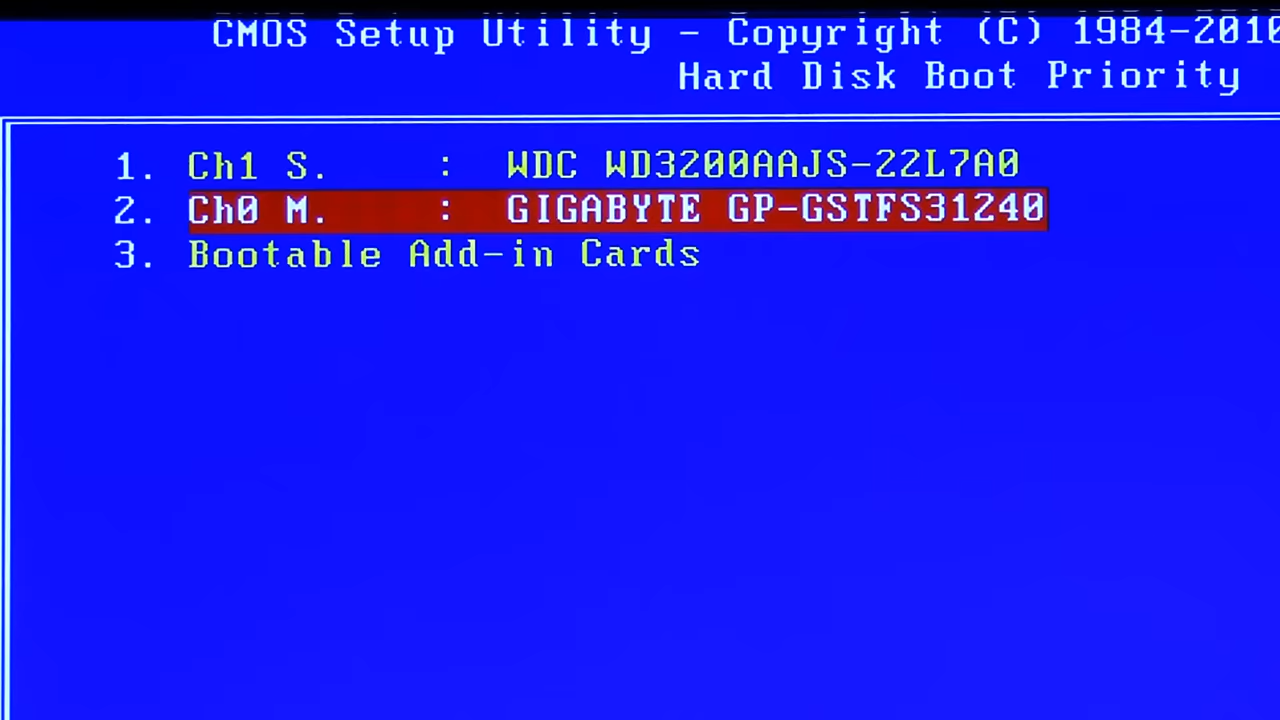 CMOS Setup Utility - Copyright (C) 1984-2010
Hard Disk Boot Priority
1. Ch1 S. : WDC WD3200AAJS-22L7A0
2. Ch0 M. : GIGABYTE GP-GSTFS31240
3. Bootable Add-in Cards